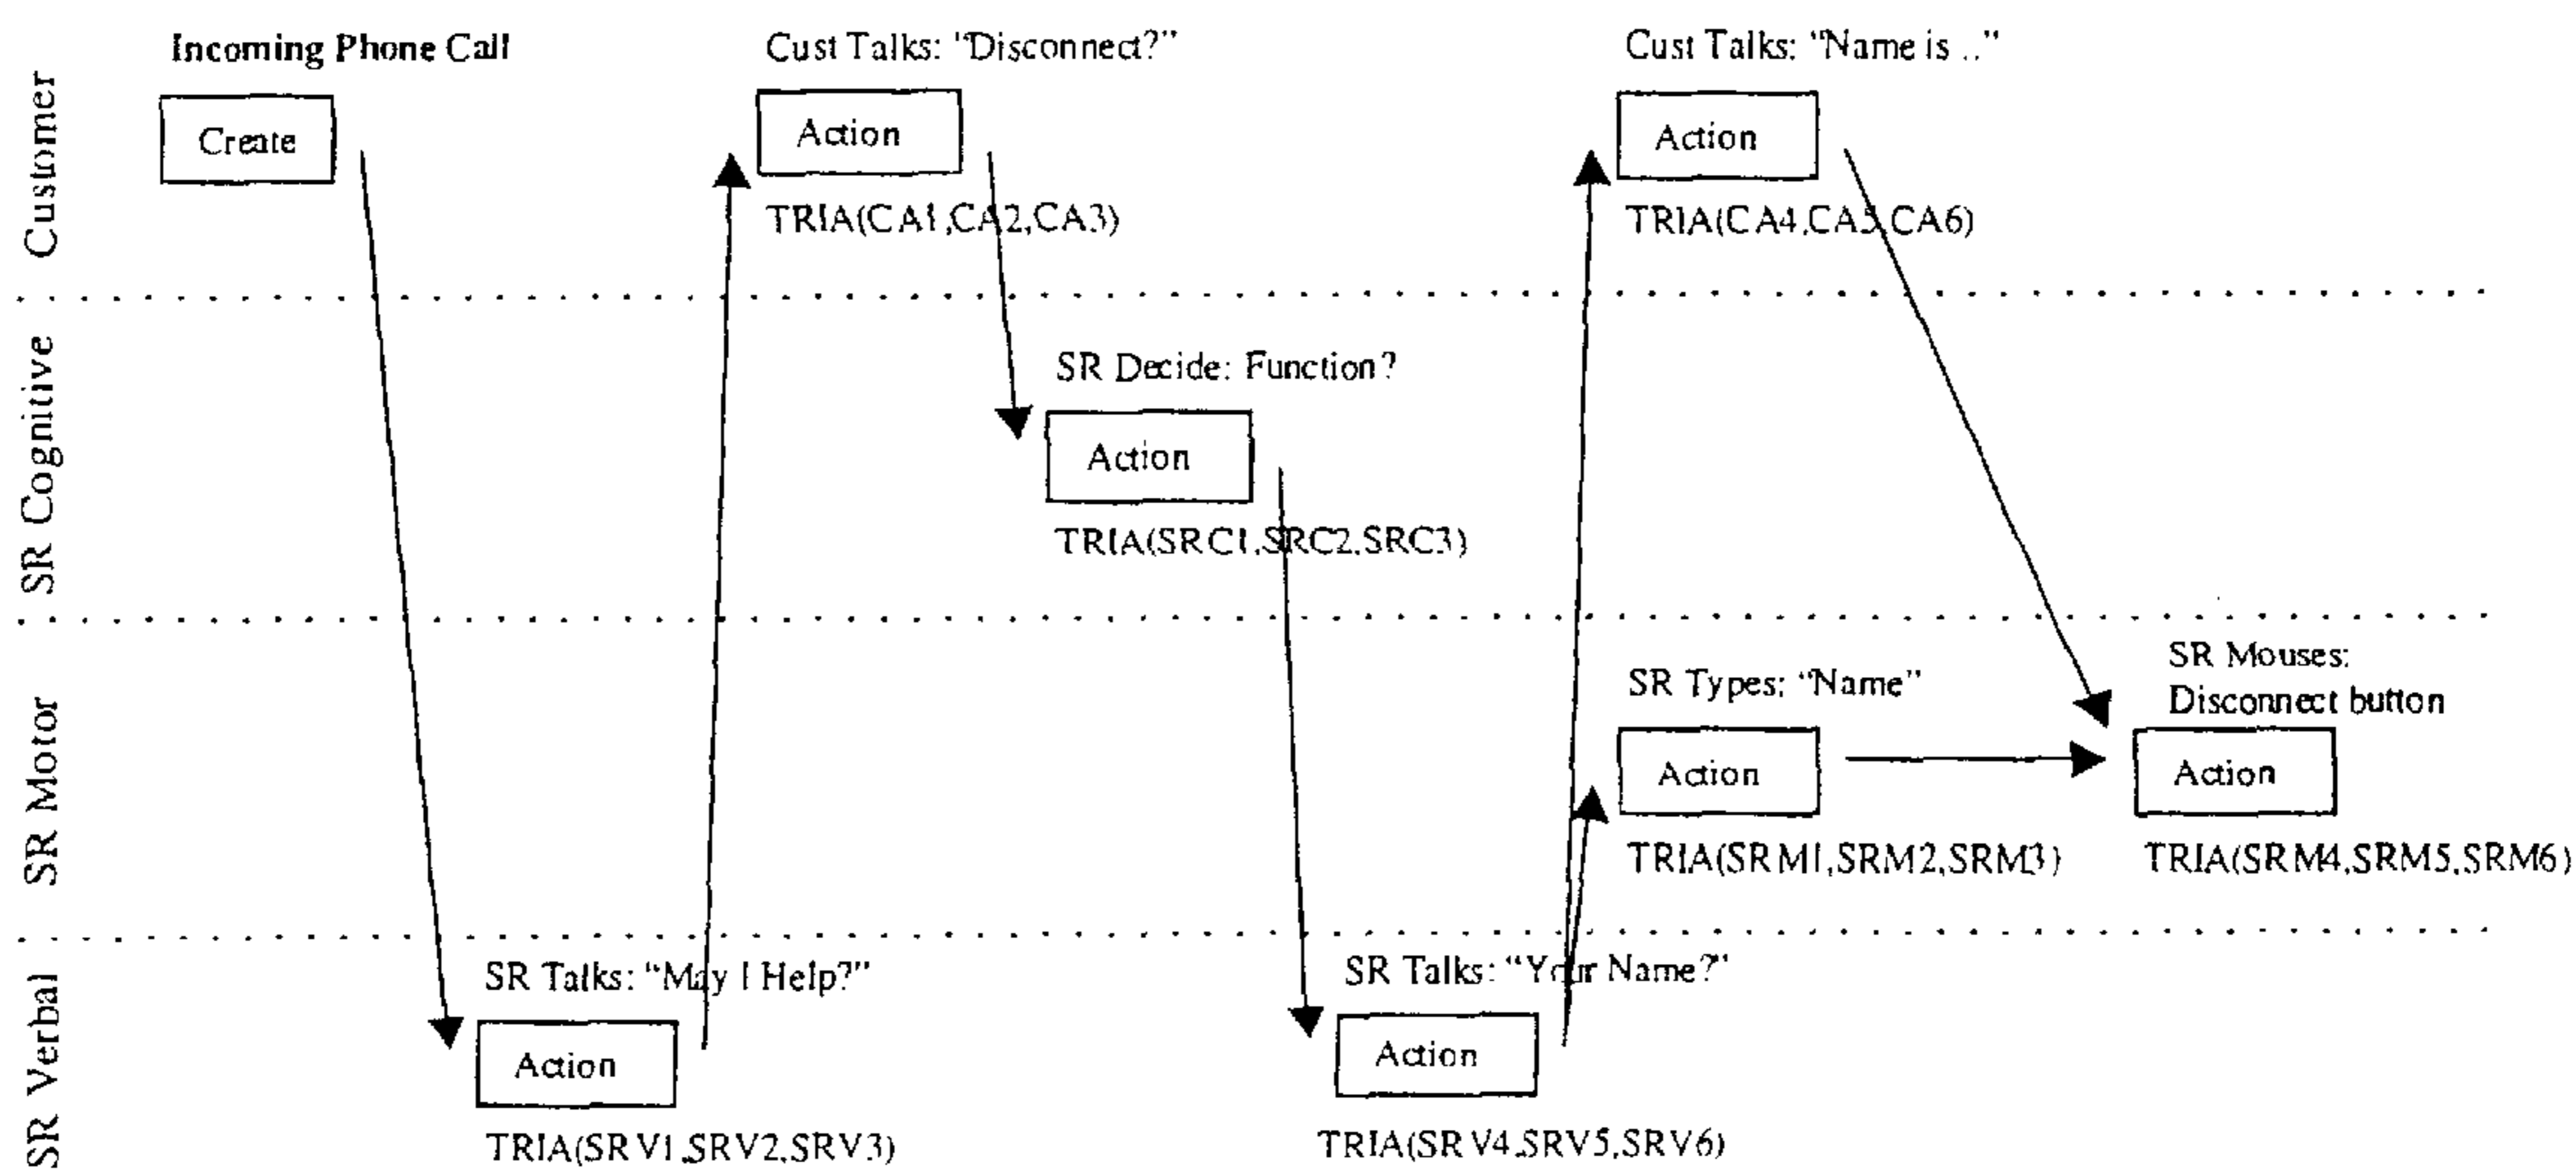 Customer
Incoming Phone Call
Create
Cust Talks: "Disconnect?"
Action
TRIA(CA1,CA2,CA3)
Cust Talks: "Name is .."
Action
TRIA(CA4,CA5,CA6)
SR Cognitive
SR Decide: Function?
Action
TRIA(SRC1,SRC2,SRC3)
SR Motor
SR Types: "Name"
Action
TRIA(SRM1,SRM2,SRM3)
SR Mouses:
Disconnect button
Action
TRIA(SRM4,SRM5,SRM6)
SR Verbal
SR Talks: "May I Help?"
Action
TRIA(SRV1,SRV2,SRV3)
SR Talks: "Your Name?"
Action
TRIA(SRV4,SRV5,SRV6)